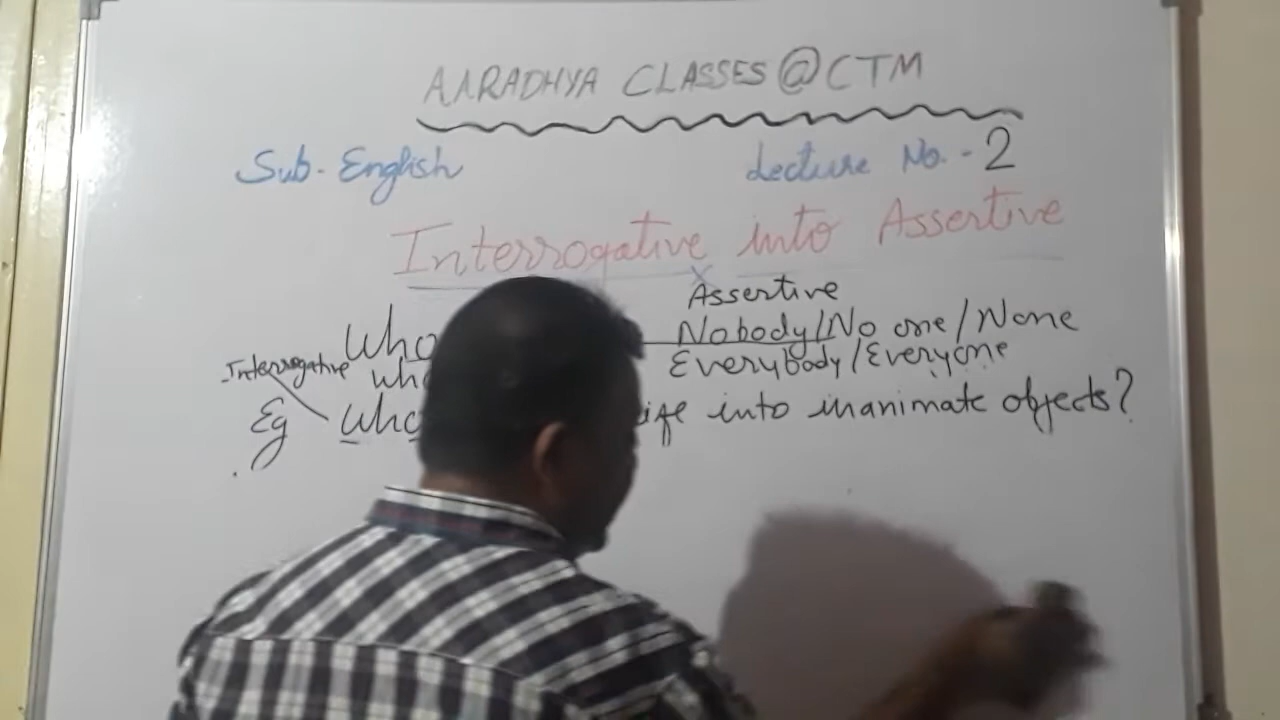 AARADHYA CLASSES @ CTM
Sub- English Lecture No. - 2
Interrogative into Assertive
Assertive
Who Nobody/No one/None
Interrogative Everybody/Everyone
Eg into inanimate objects?